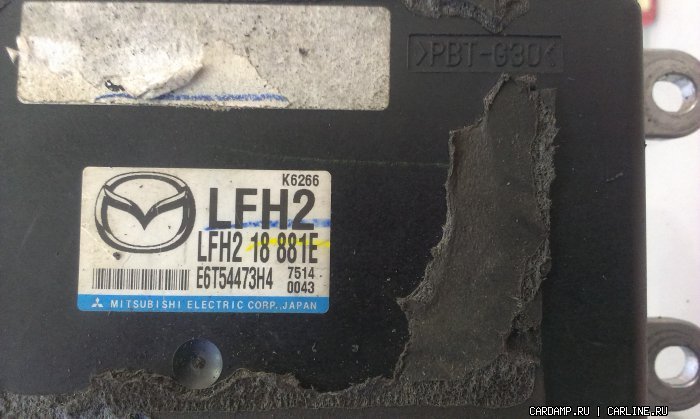 >PBT-G30<
K6266
LFH2
LFH2 18 881E
E6T54473H4 7514
0043
MITSUBISHI ELECTRIC CORP., JAPAN
CARDAMP.RU | CARLINE.RU